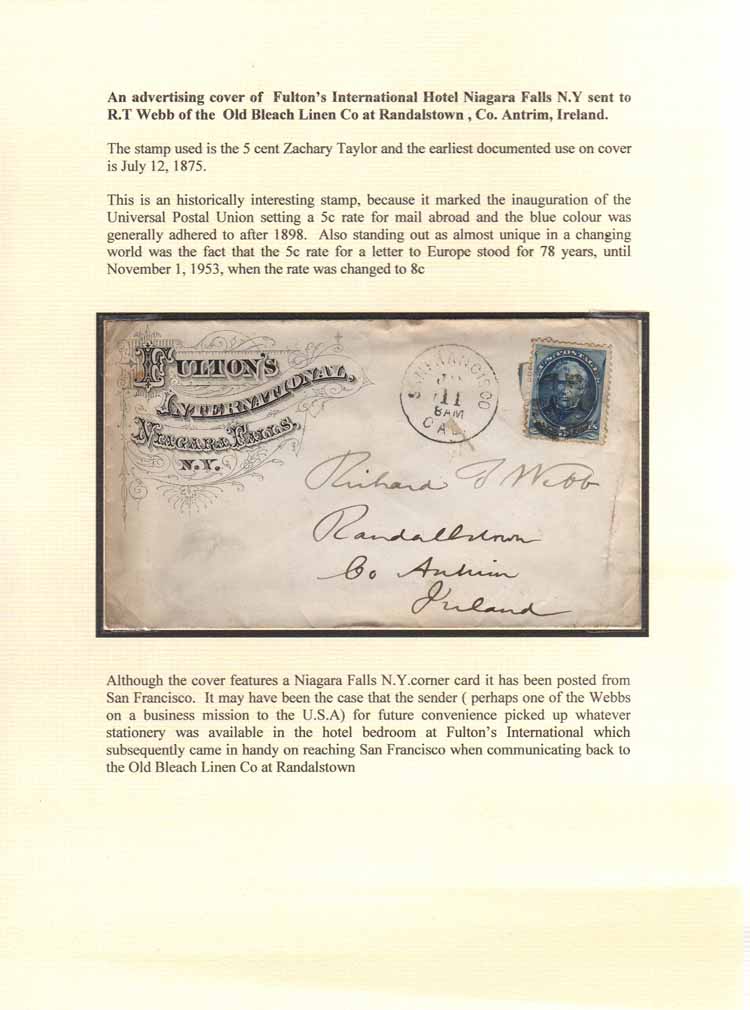 An advertising cover of Fulton's International Hotel Niagara Falls N.Y sent to
R.T Webb of the Old Bleach Linen Co at Randalstown , Co. Antrim, Ireland.
The stamp used is the 5 cent Zachary Taylor and the earliest documented use on cover
is July 12, 1875.
This is an historically interesting stamp, because it marked the inauguration of the
Universal Postal Union setting a 5c rate for mail abroad and the blue colour was
generally adhered to after 1898. Also standing out as almost unique in a changing
world was the fact that the 5c rate for a letter to Europe stood for 78 years, until
November 1, 1953, when the rate was changed to 8c
FULTON'S
INTERNATIONAL,
NIAGARA FALLS,
N.Y.
SAN FRANCISCO
11
8AM
CAL
U.S. POSTAGE
Richard T Webb
Randallstown
Co Antrim
Ireland
Although the cover features a Niagara Falls N.Y.corner card it has been posted from
San Francisco. It may have been the case that the sender ( perhaps one of the Webbs
on a business mission to the U.S.A) for future convenience picked up whatever
stationery was available in the hotel bedroom at Fulton's International which
subsequently came in handy on reaching San Francisco when communicating back to
the Old Bleach Linen Co at Randalstown